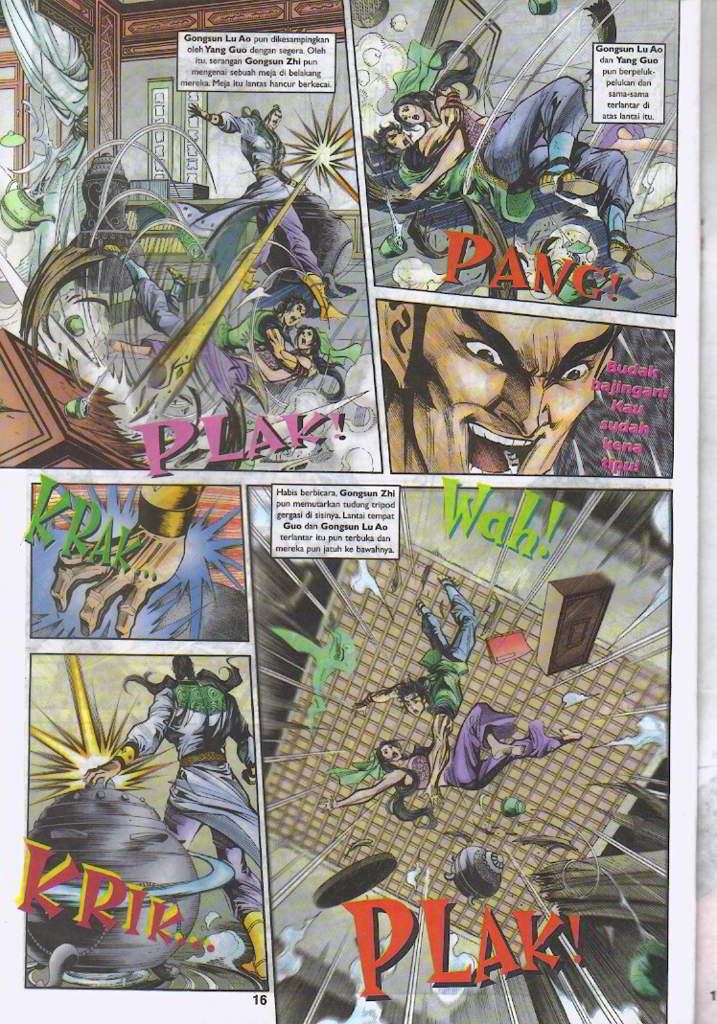 Gongsun Lu Ao pun dikesampingkan
oleh Yang Guo dengan segera. Oleh
itu, serangan Gongsun Zhi pun
mengenai sebuah meja di belakang
mereka. Meja itu lantas hancur berkecai.
PLAK!
Gongsun Lu Ao
dan Yang Guo
pun berpeluk-
pelukan dan
sama-sama
terlantar di
atas lantai itu.
PANG!
Budak
bajingan!
Kau
sudah
kena
tipu!
KRAK...
KRIK...
Habis berbicara, Gongsun Zhi
pun memutarkan tudung tripod
gergasi di sisinya. Lantai tempat
Guo dan Gongsun Lu Ao
terlantar itu pun terbuka dan
mereka pun jatuh ke bawahnya.
Wah!
PLAK!
16